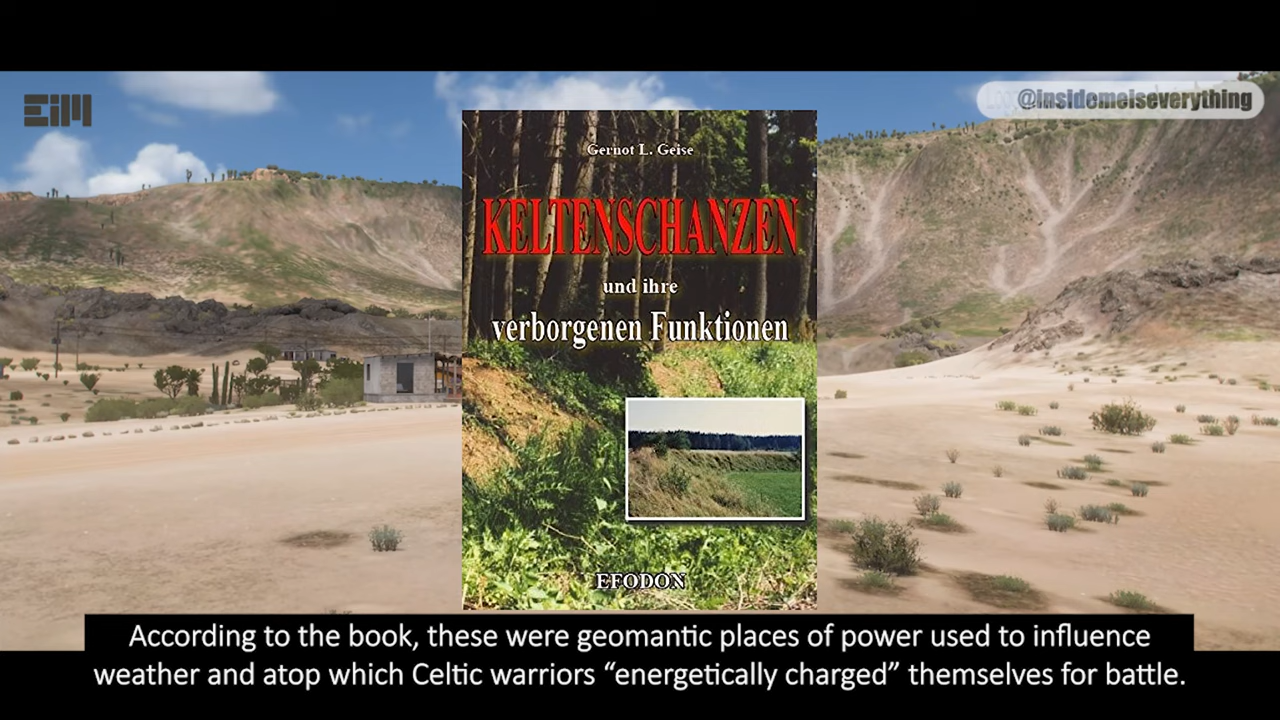 EiM
@insidemeiseverything
Gernot L. Geise
KELTENSCHANZEN
und ihre
verborgenen Funktionen
EFODON
According to the book, these were geomantic places of power used to influence
weather and atop which Celtic warriors “energetically charged” themselves for battle.